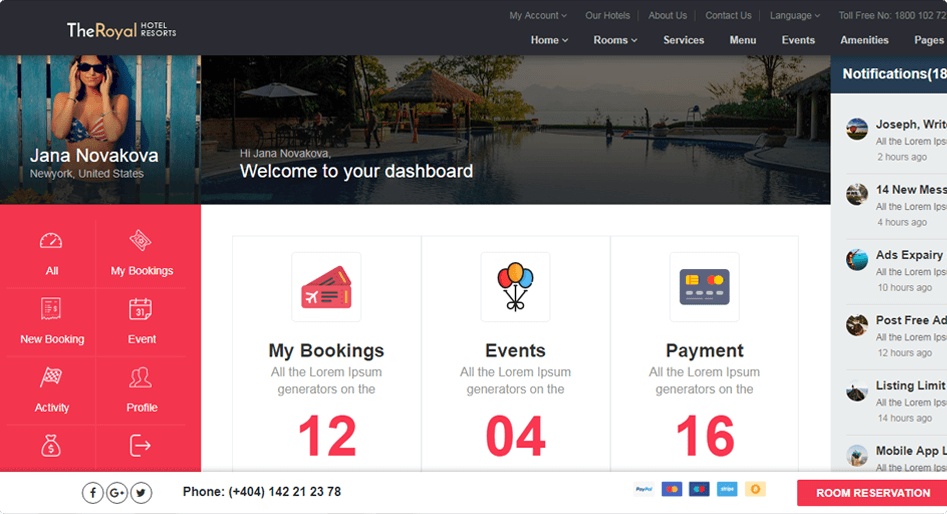 TheRoyal HOTEL RESORTS
My Account
Our Hotels
About Us
Contact Us
Language
Toll Free No: 1800 102 72
Home
Rooms
Services
Menu
Events
Amenities
Pages
Jana Novakova
Newyork, United States
Hi Jana Novakova,
Welcome to your dashboard
All
My Bookings
New Booking
31
Event
Activity
Profile
$
My Bookings
All the Lorem Ipsum
generators on the
12
Events
All the Lorem Ipsum
generators on the
04
Payment
All the Lorem Ipsum
generators on the
16
Notifications(18
Joseph, Write
All the Lorem Ips
2 hours ago
14 New Mess
All the Lorem Ips
4 hours ago
Ads Expairy
All the Lorem Ips
10 hours ago
Post Free Ad
All the Lorem Ips
12 hours ago
Listing Limit
All the Lorem Ips
14 hours ago
Mobile App L
All the Lorem Ips
f
G+
Phone: (+404) 142 21 23 78
PayPal
stripe
ROOM RESERVATION